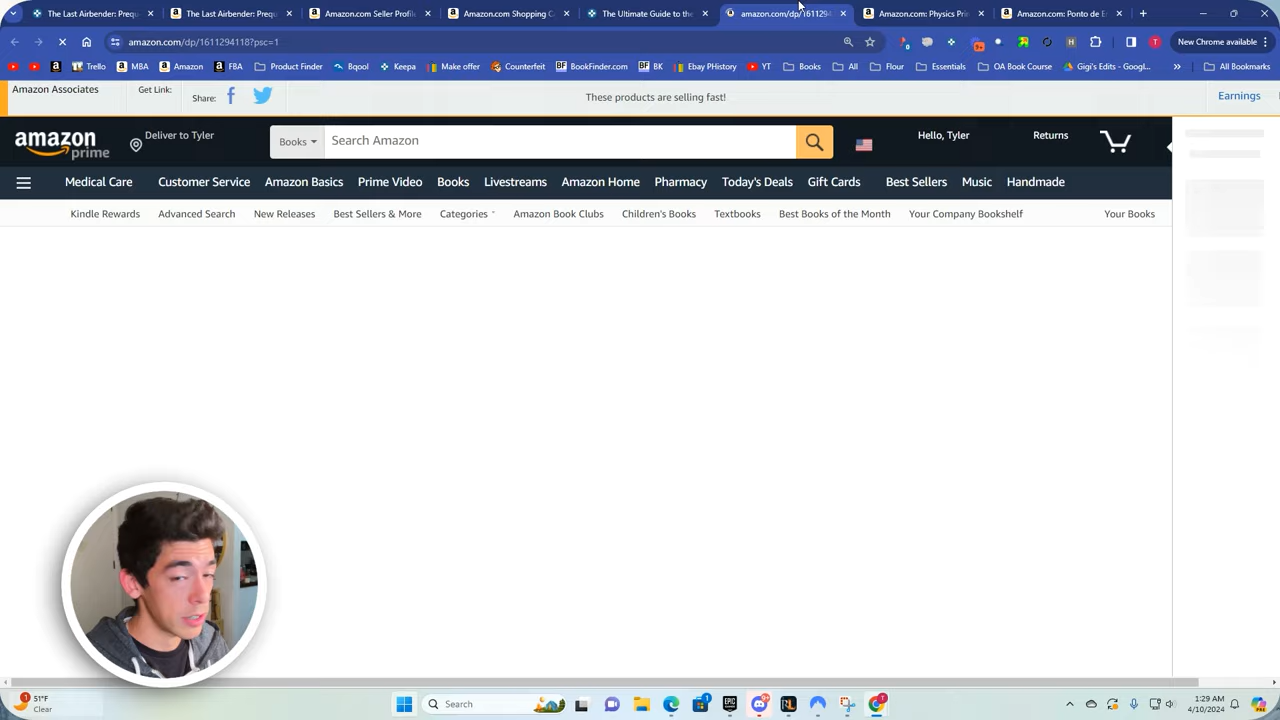 The Last Airbender: Prequ
The Last Airbender: Prequ
Amazon.com Seller Profil
Amazon.com Shopping C
The Ultimate Guide to the
amazon.com/dp/1611294
Amazon.com: Physics Pri
Amazon.com: Ponto de E
amazon.com/dp/1611294118?psc=1
New Chrome available
Trello
MBA
Amazon
FBA
Product Finder
Bqool
Keepa
Make offer
Counterfeit
BookFinder.com
BK
Ebay PHistory
YT
Books
All
Flour
Essentials
OA Book Course
Gigi's Edits - Googl...
All Bookmarks
Amazon Associates
Get Link:
Share:
These products are selling fast!
Earnings
amazon prime
Deliver to Tyler
Books
Search Amazon
Hello, Tyler
Returns
Medical Care
Customer Service
Amazon Basics
Prime Video
Books
Livestreams
Amazon Home
Pharmacy
Today's Deals
Gift Cards
Best Sellers
Music
Handmade
Kindle Rewards
Advanced Search
New Releases
Best Sellers & More
Categories
Amazon Book Clubs
Children's Books
Textbooks
Best Books of the Month
Your Company Bookshelf
Your Books
51°F
Clear
Search
1:29 AM
4/10/2024